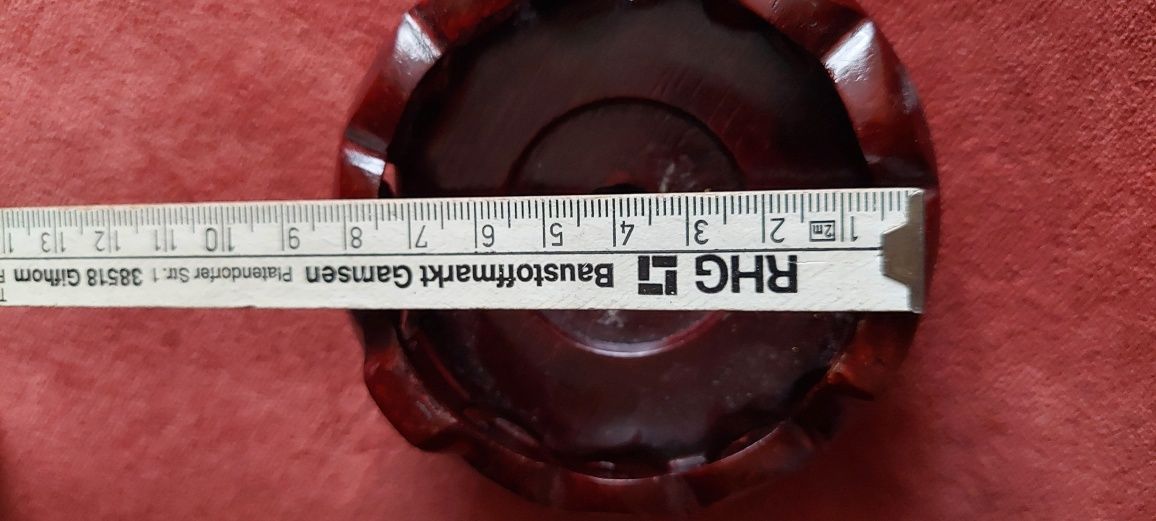 1 2m 2 3 4 5 6 7 8 9 10 11 12 13
RHG Baustoffmarkt Gamsen Platendorfer Str. 1 38518 Gifhorn